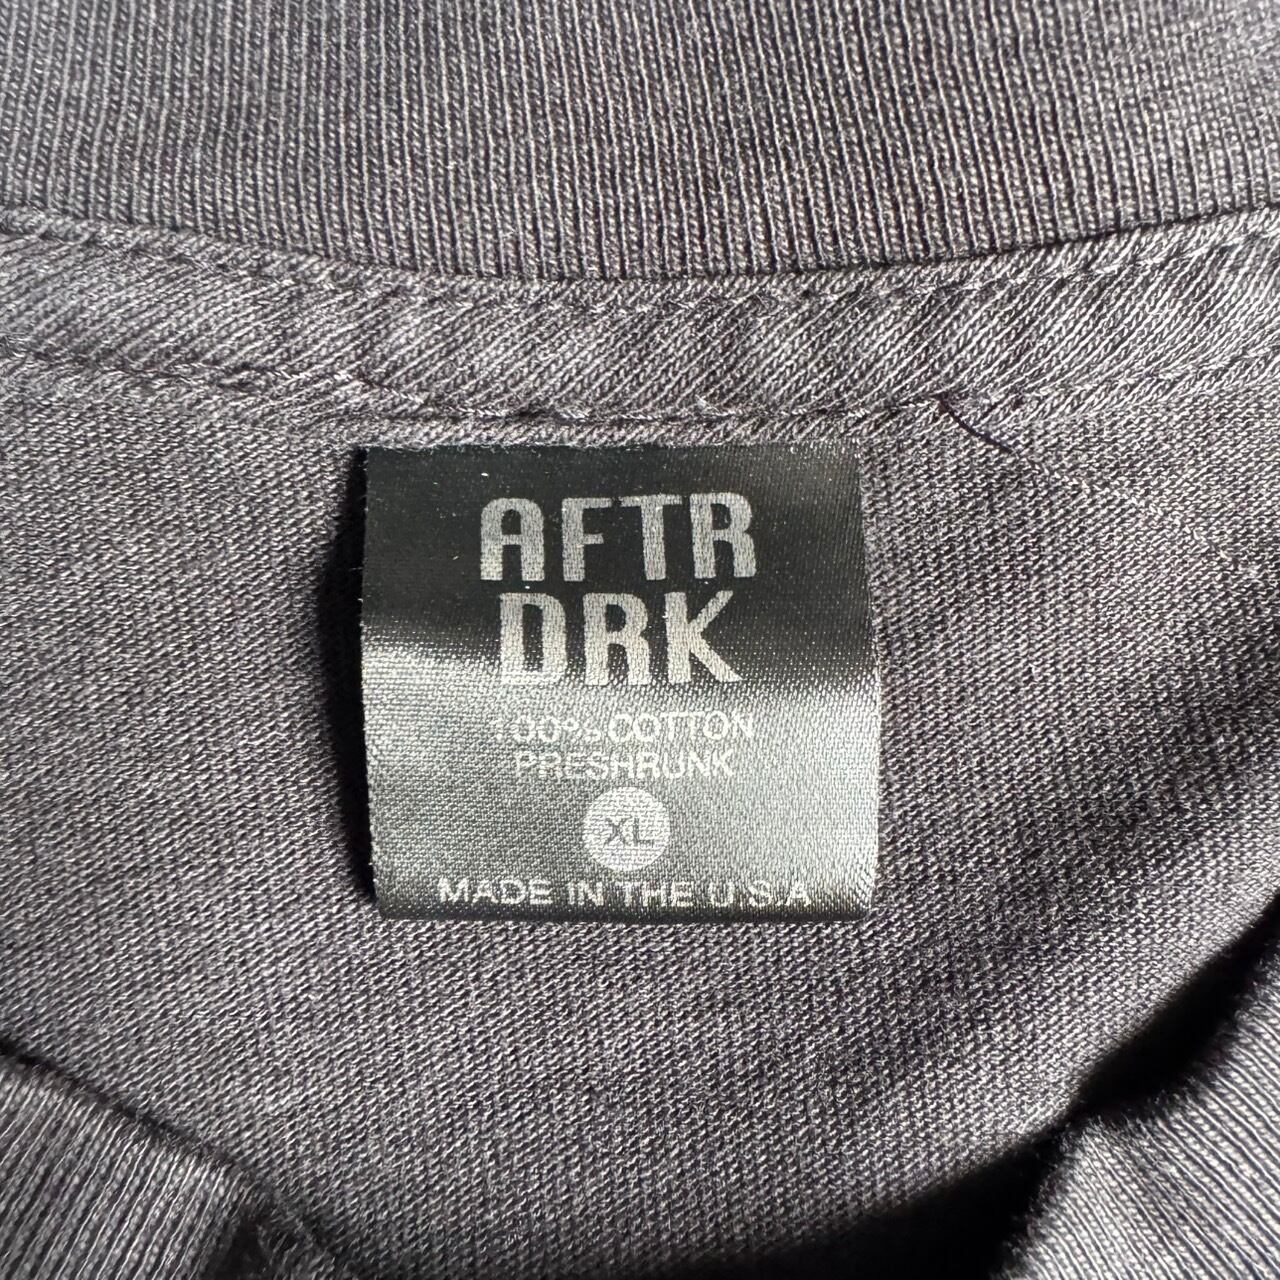 AFTR
DRK
100% COTTON
PRESHRUNK
XL
MADE IN THE U.S.A